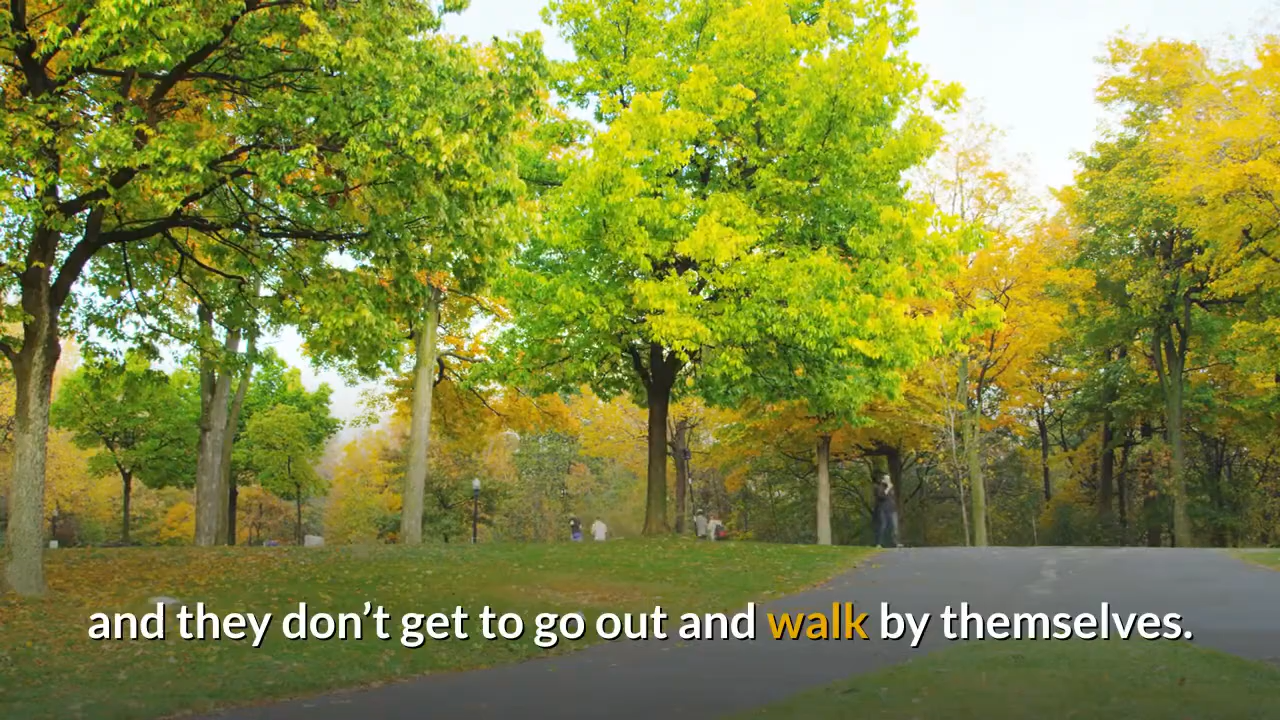 and they don’t get to go out and walk by themselves.